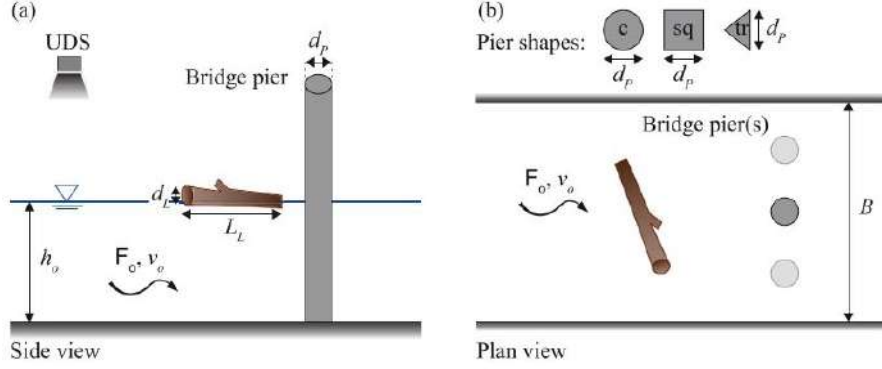 (a)
UDS
d_P
Bridge pier
d_L
L_L
h_o
F_o, v_o
Side view
(b)
Pier shapes:
c sq tr d_P
d_P d_P
Bridge pier(s)
F_o, v_o
B
Plan view